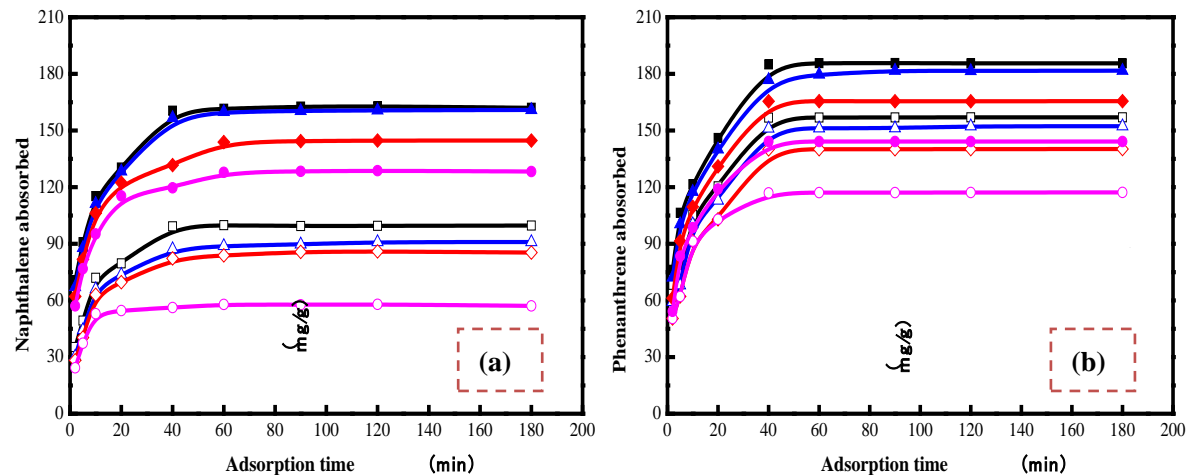 210
180
150
120
90
60
30
0
Naphthalene abosorbed
(mg/g)
(a)
0 20 40 60 80 100 120 140 160 180 200
Adsorption time (min)
210
180
150
120
90
60
30
0
Phenanthrene abosorbed
(mg/g)
(b)
0 20 40 60 80 100 120 140 160 180 200
Adsorption time (min)